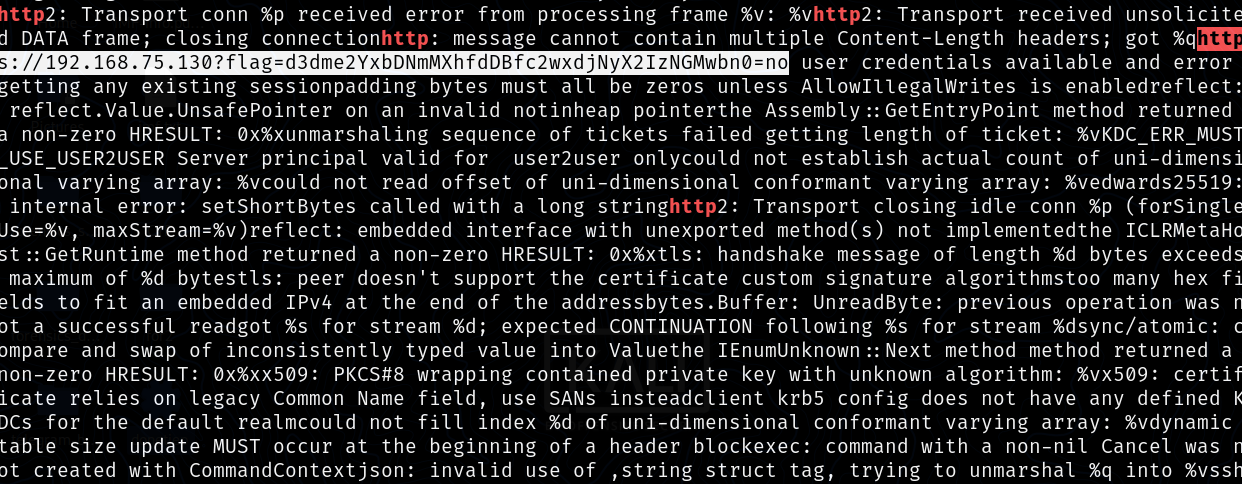 http2: Transport conn %p received error from processing frame %v: %vhttp2: Transport received unsolicite
d DATA frame; closing connectionhttp: message cannot contain multiple Content-Length headers; got %qhttp
s://192.168.75.130?flag=d3dme2YxbDNmMXhfdDBfc2wxdjNyX2IzNGMwbn0=no user credentials available and error
getting any existing sessionpadding bytes must all be zeros unless AllowIllegalWrites is enabledreflect:
reflect.Value.UnsafePointer on an invalid notinheap pointerthe Assembly::GetEntryPoint method returned
a non-zero HRESULT: 0x%xunmarshaling sequence of tickets failed getting length of ticket: %vKDC_ERR_MUST
_USE_USER2USER Server principal valid for  user2user onlycould not establish actual count of uni-dimensi
onal varying array: %vcould not read offset of uni-dimensional conformant varying array: %vedwards25519:
internal error: setShortBytes called with a long stringhttp2: Transport closing idle conn %p (forSingle
Use=%v, maxStream=%v)reflect: embedded interface with unexported method(s) not implementedthe ICLRMetaHo
st::GetRuntime method returned a non-zero HRESULT: 0x%xtls: handshake message of length %d bytes exceeds
maximum of %d bytestls: peer doesn't support the certificate custom signature algorithmstoo many hex fi
elds to fit an embedded IPv4 at the end of the addressbytes.Buffer: UnreadByte: previous operation was n
ot a successful readgot %s for stream %d; expected CONTINUATION following %s for stream %dsync/atomic: c
ompare and swap of inconsistently typed value into Valuethe IEnumUnknown::Next method method returned a
non-zero HRESULT: 0x%xx509: PKCS#8 wrapping contained private key with unknown algorithm: %vx509: certif
icate relies on legacy Common Name field, use SANs insteadclient krb5 config does not have any defined K
DCs for the default realmcould not fill index %d of uni-dimensional conformant varying array: %vdynamic
table size update MUST occur at the beginning of a header blockexec: command with a non-nil Cancel was n
ot created with CommandContextjson: invalid use of ,string struct tag, trying to unmarshal %q into %vssh